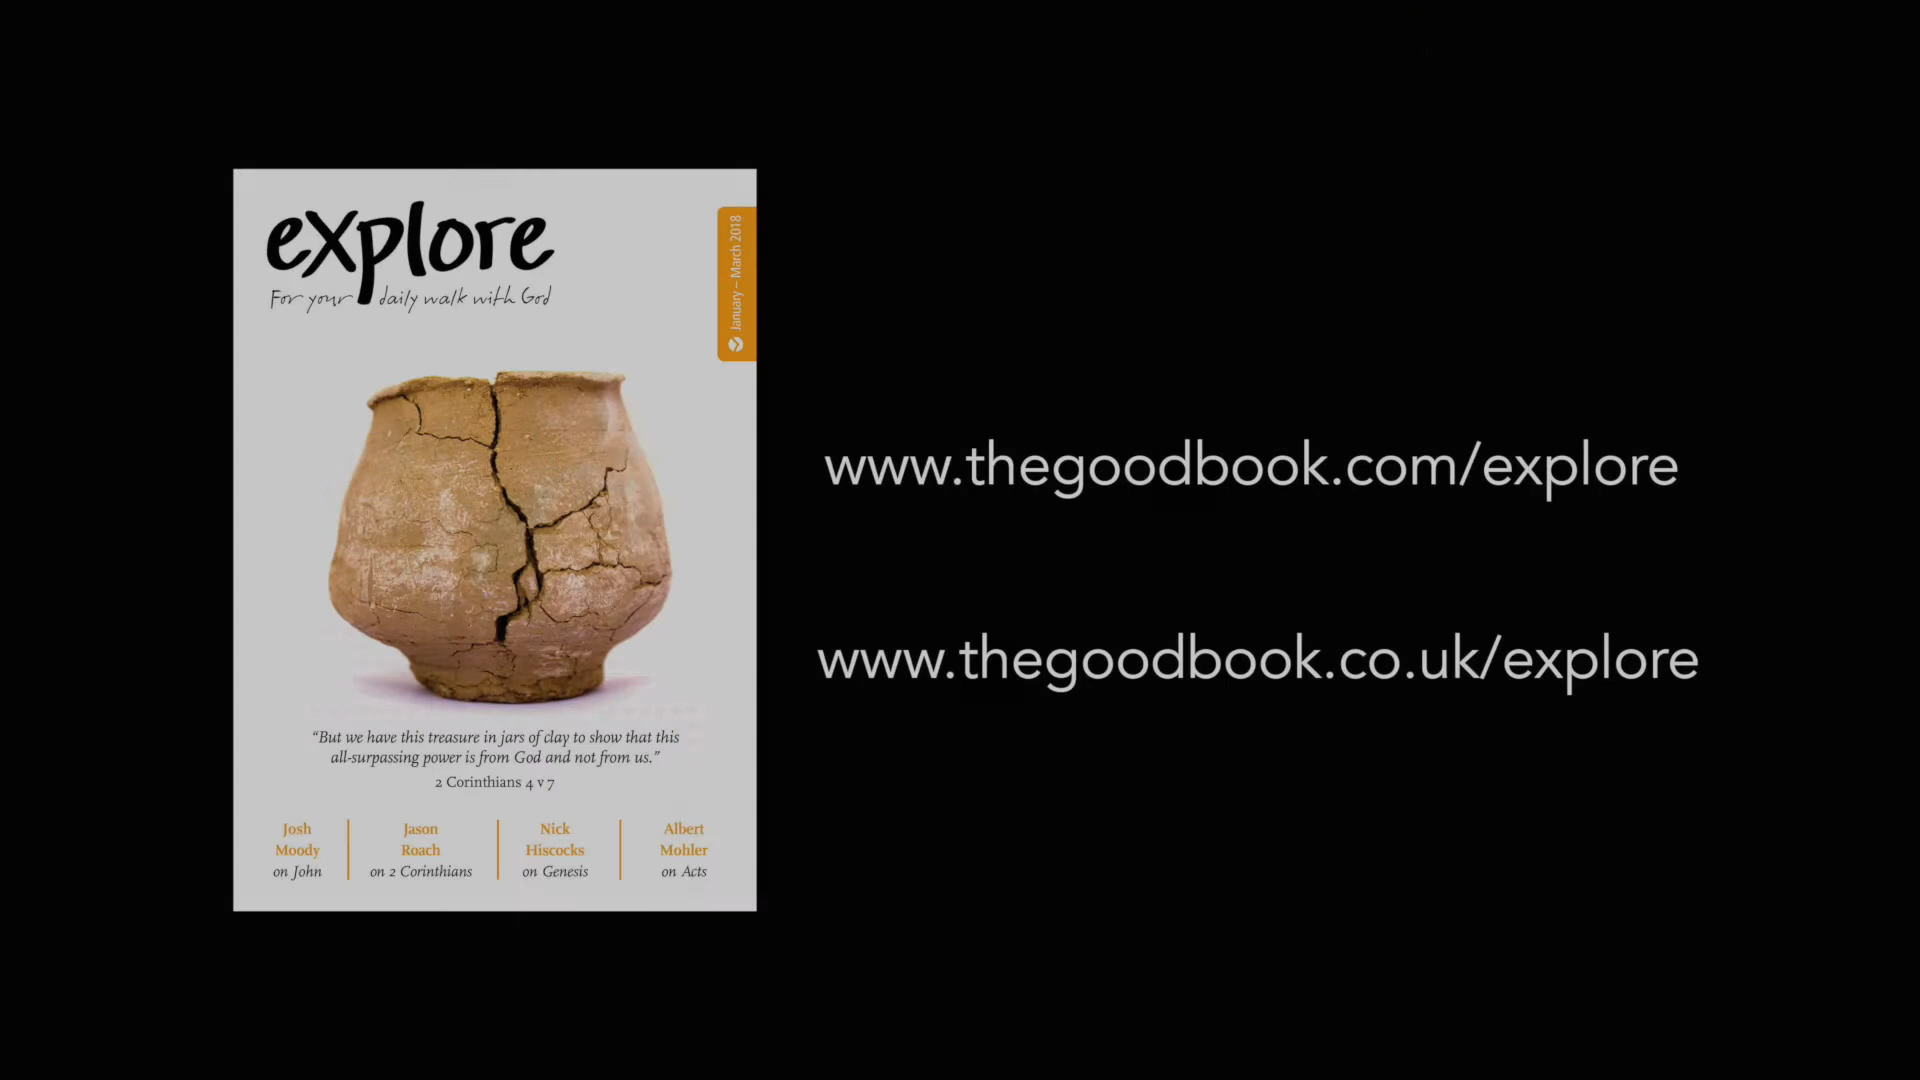 explore
For your daily walk with God
January – March 2018
“But we have this treasure in jars of clay to show that this
all-surpassing power is from God and not from us.”
2 Corinthians 4 v 7
Josh
Moody
on John
Jason
Roach
on 2 Corinthians
Nick
Hiscocks
on Genesis
Albert
Mohler
on Acts
www.thegoodbook.com/explore
www.thegoodbook.co.uk/explore